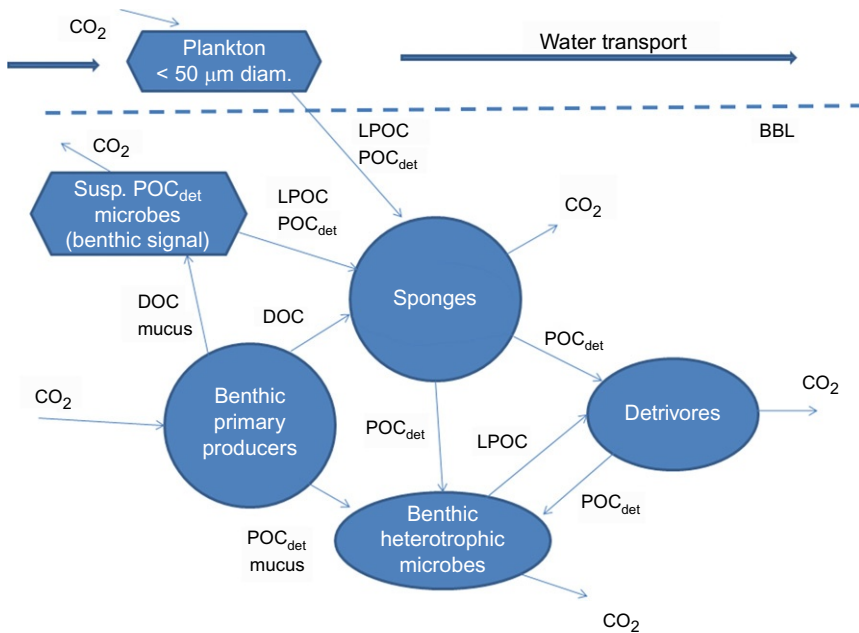 CO₂
Plankton
< 50 μm diam.
Water transport
BBL
LPOC
POCdet
CO₂
Susp. POCdet
microbes
(benthic signal)
LPOC
POCdet
CO₂
Sponges
DOC
mucus
DOC
POCdet
CO₂
Benthic
primary
producers
Detrivores
CO₂
POCdet
LPOC
POCdet
Benthic
heterotrophic
microbes
POCdet
mucus
CO₂